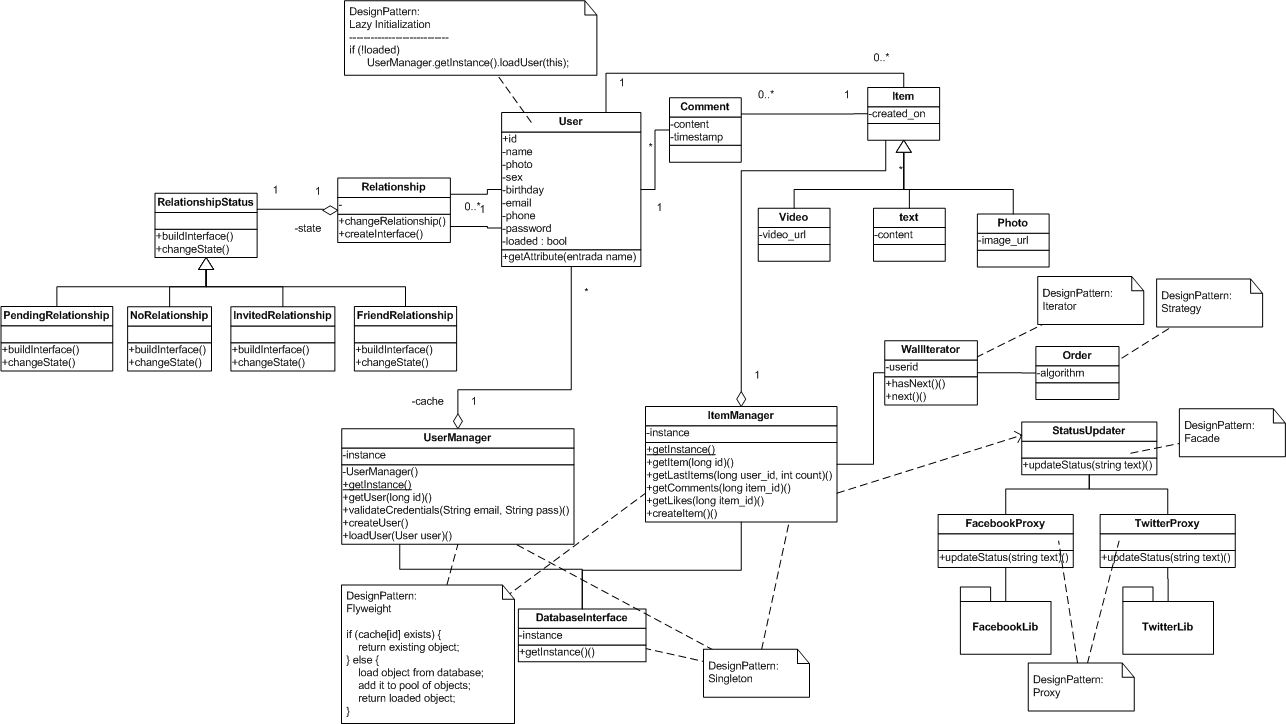 DesignPattern:
Lazy Initialization
----------------------------
if (!loaded)
UserManager.getInstance().loadUser(this);
0..*
1
User
+id
-name
-photo
-sex
-birthday
-email
-phone
-password
-loaded : bool
+getAttribute(entrada name)
Comment
-content
-timestamp
0..*
1
Item
-created_on
*
1
*
Video
-video_url
text
-content
Photo
-image_url
RelationshipStatus
+buildInterface()
+changeState()
1
1
-state
Relationship
-
+changeRelationship()
+createInterface()
0..*
1
PendingRelationship
+buildInterface()
+changeState()
NoRelationship
+buildInterface()
+changeState()
InvitedRelationship
+buildInterface()
+changeState()
FriendRelationship
+buildInterface()
+changeState()
*
-cache
1
UserManager
-instance
-UserManager()
+getInstance()
+getUser(long id)
+validateCredentials(String email, String pass)()
+createUser()
+loadUser(User user)()
1
ItemManager
-instance
+getInstance()
+getItem(long id)()
+getLastItems(long user_id, int count)()
+getComments(long item_id)()
+getLikes(long item_id)()
+createItem()()
WallIterator
-userid
+hasNext()()
+next()()
DesignPattern:
Iterator
DesignPattern:
Strategy
Order
-algorithm
StatusUpdater
+updateStatus(string text)()
DesignPattern:
Facade
FacebookProxy
+updateStatus(string text)()
TwitterProxy
+updateStatus(string text)()
FacebookLib
TwitterLib
DesignPattern:
Proxy
DesignPattern:
Flyweight
if (cache[id] exists) {
return existing object;
} else {
load object from database;
add it to pool of objects;
return loaded object;
}
DatabaseInterface
-instance
+getInstance()()
DesignPattern:
Singleton